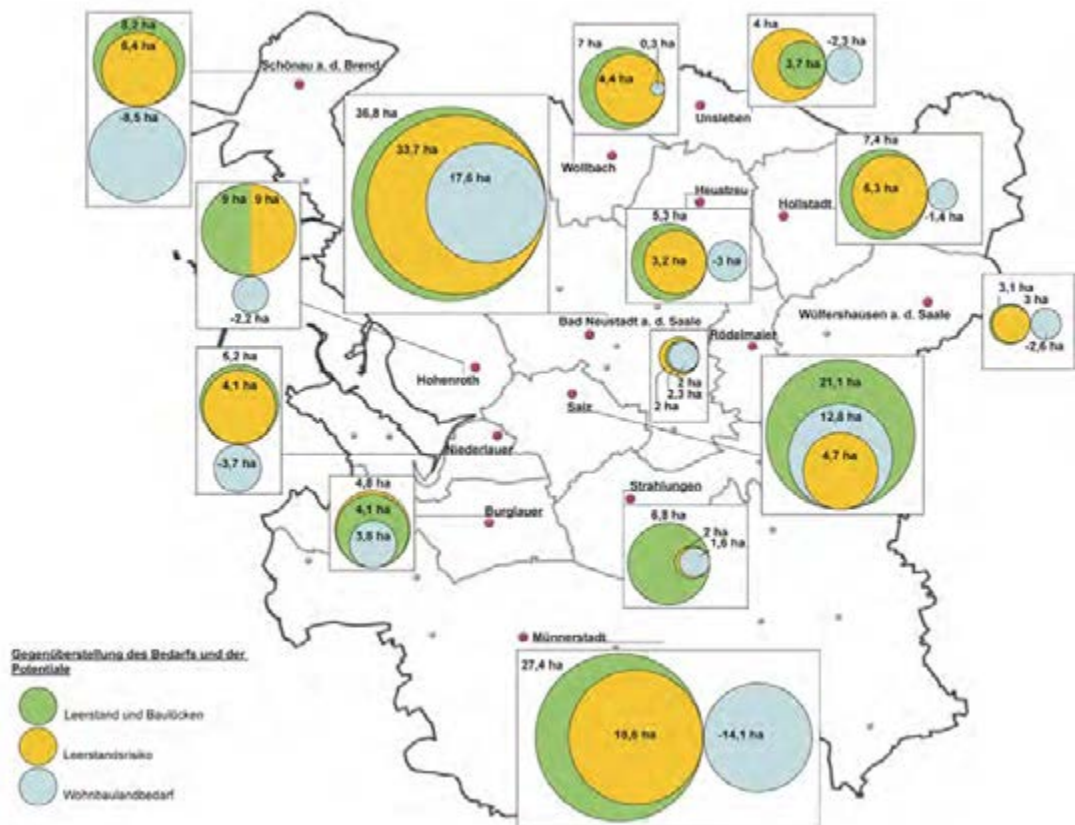 8,2 ha
6,4 ha
-8,5 ha
Schönau a. d. Brend
36,8 ha
33,7 ha
17,6 ha
7 ha
0,3 ha
4,4 ha
Wollbach
Unsleben
4 ha
3,7 ha
-2,3 ha
7,4 ha
5,3 ha
-1,4 ha
Heustreu
Hollstadt
9 ha
9 ha
-2,2 ha
5,3 ha
3,2 ha
-3 ha
3,1 ha
3 ha
-2,6 ha
Wülfershausen a. d. Saale
Bad Neustadt a. d. Saale
Rödelmaier
2 ha
2,3 ha
2 ha
Hohenroth
Salz
5,2 ha
4,1 ha
-3,7 ha
Niederlauer
21,1 ha
12,8 ha
4,7 ha
4,8 ha
4,1 ha
3,8 ha
Burglauer
Strahlungen
6,8 ha
2 ha
1,6 ha
Münnerstadt
27,4 ha
18,6 ha
-14,1 ha
Gegenüberstellung des Bedarfs und der
Potentiale
Leerstand und Baulücken
Leerstandsrisiko
Wohnbaulandbedarf